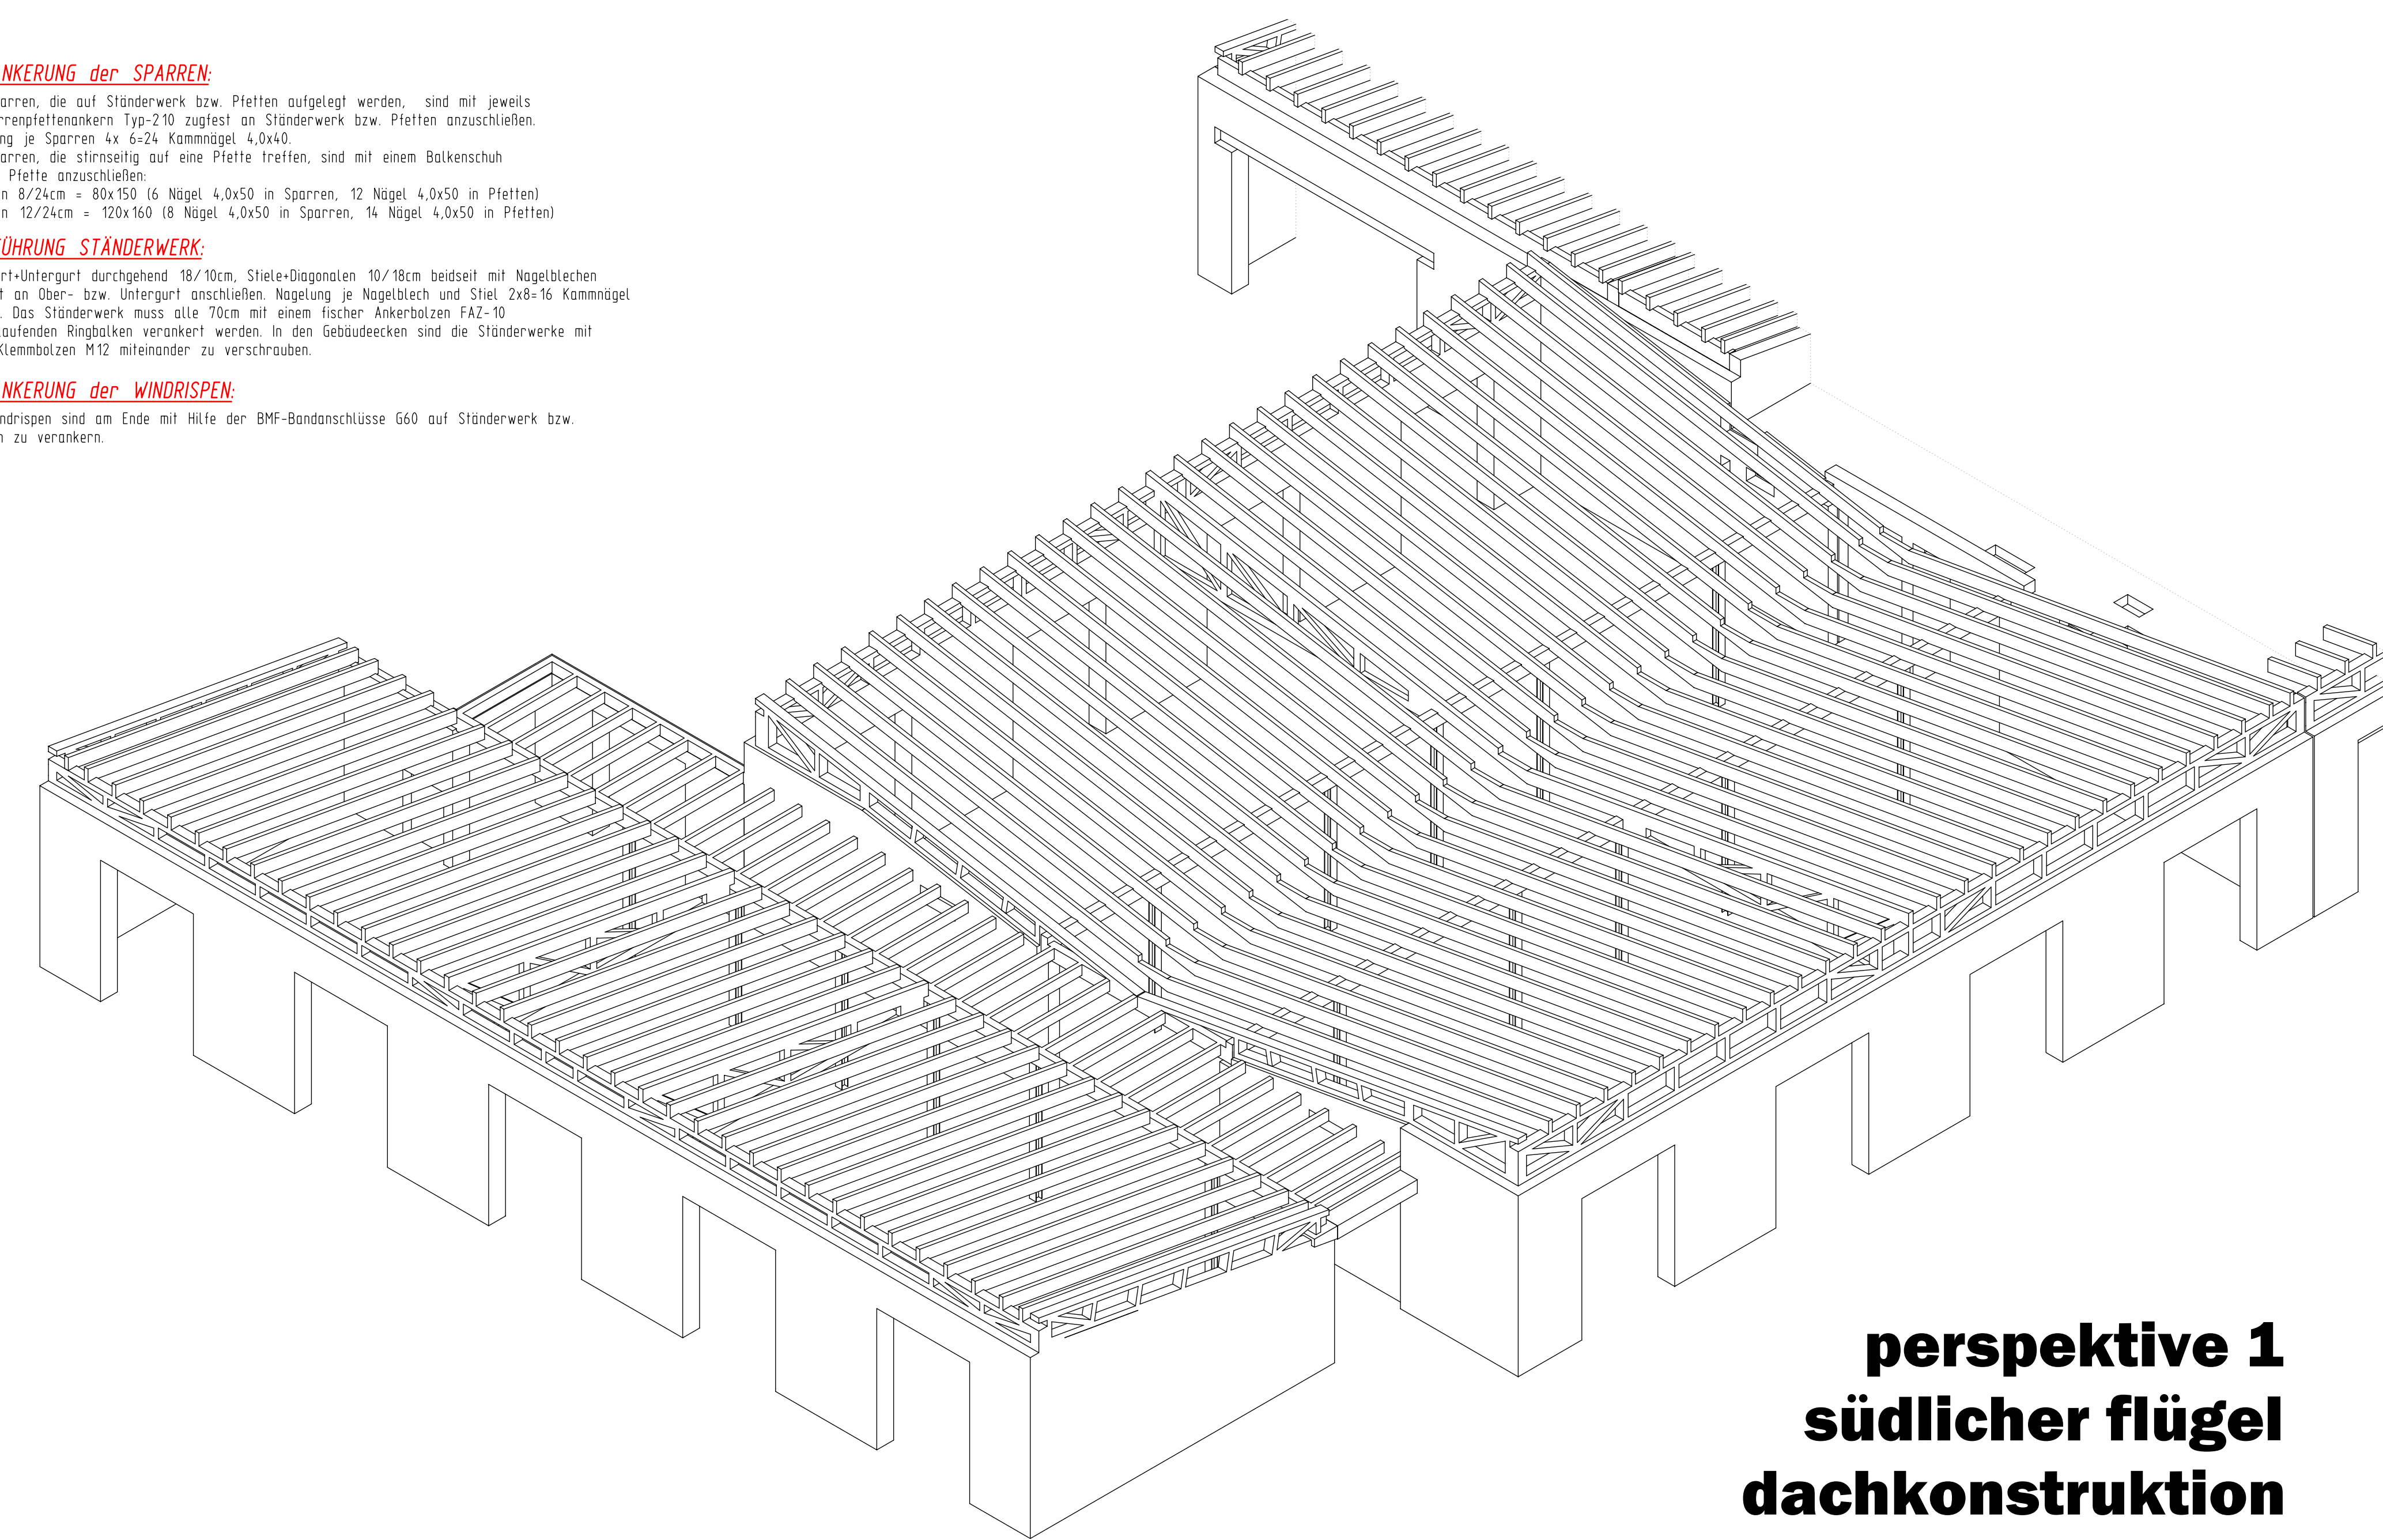 NKERUNG der SPARREN:
arren, die auf Ständerwerk bzw. Pfetten aufgelegt werden, sind mit jeweils
rrenpfettenankern Typ-210 zugfest an Ständerwerk bzw. Pfetten anzuschließen.
ng je Sparren 4x 6=24 Kammnägel 4,0x40.
arren, die stirnseitig auf eine Pfette treffen, sind mit einem Balkenschuh
Pfette anzuschließen:
n 8/24cm = 80x150 (6 Nägel 4,0x50 in Sparren, 12 Nägel 4,0x50 in Pfetten)
n 12/24cm = 120x160 (8 Nägel 4,0x50 in Sparren, 14 Nägel 4,0x50 in Pfetten)
ÜHRUNG STÄNDERWERK:
rt+Untergurt durchgehend 18/10cm, Stiele+Diagonalen 10/18cm beidseit mit Nagelblechen
t an Ober- bzw. Untergurt anschließen. Nagelung je Nagelblech und Stiel 2x8=16 Kammnägel
. Das Ständerwerk muss alle 70cm mit einem fischer Ankerbolzen FAZ-10
laufenden Ringbalken verankert werden. In den Gebäudeecken sind die Ständerwerke mit
Klemmbolzen M12 miteinander zu verschrauben.
NKERUNG der WINDRISPEN:
ndrispen sind am Ende mit Hilfe der BMF-Bandanschlüsse G60 auf Ständerwerk bzw.
n zu verankern.
perspektive 1
südlicher flügel
dachkonstruktion